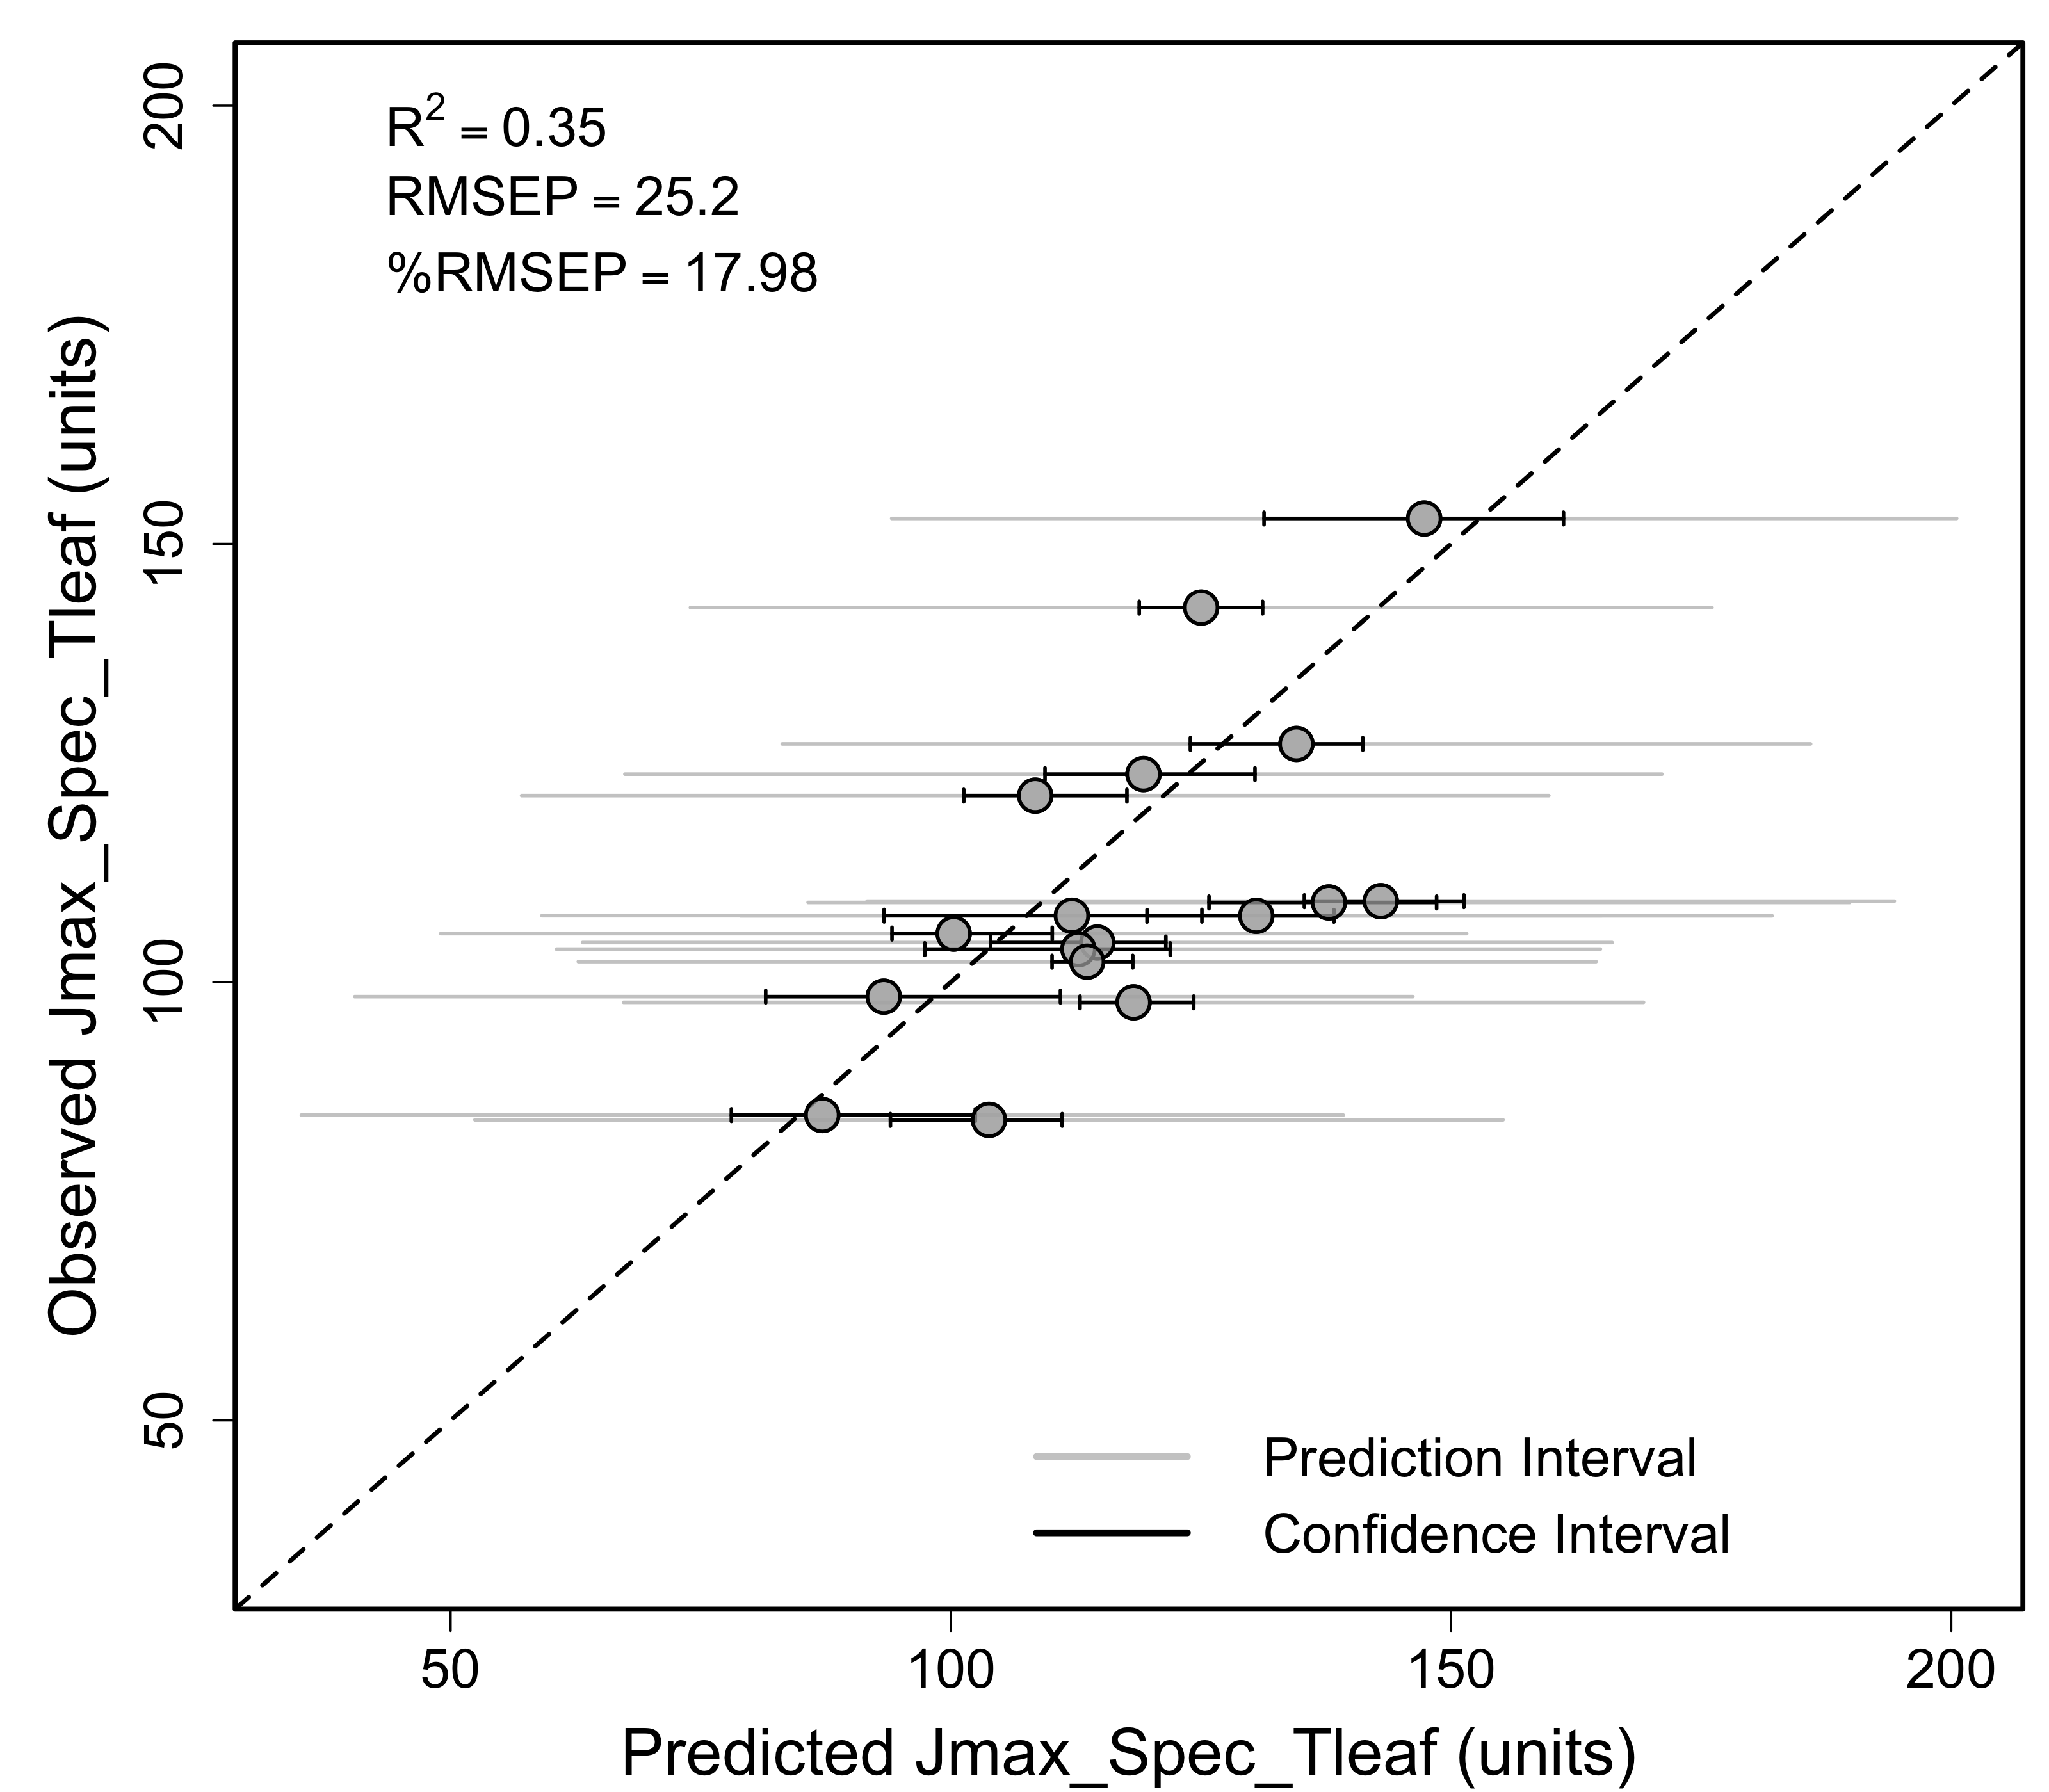 R² = 0.35
RMSEP = 25.2
%RMSEP = 17.98
Observed Jmax_Spec_Tleaf (units)
200
150
100
50
Prediction Interval
Confidence Interval
50 100 150 200
Predicted Jmax_Spec_Tleaf (units)